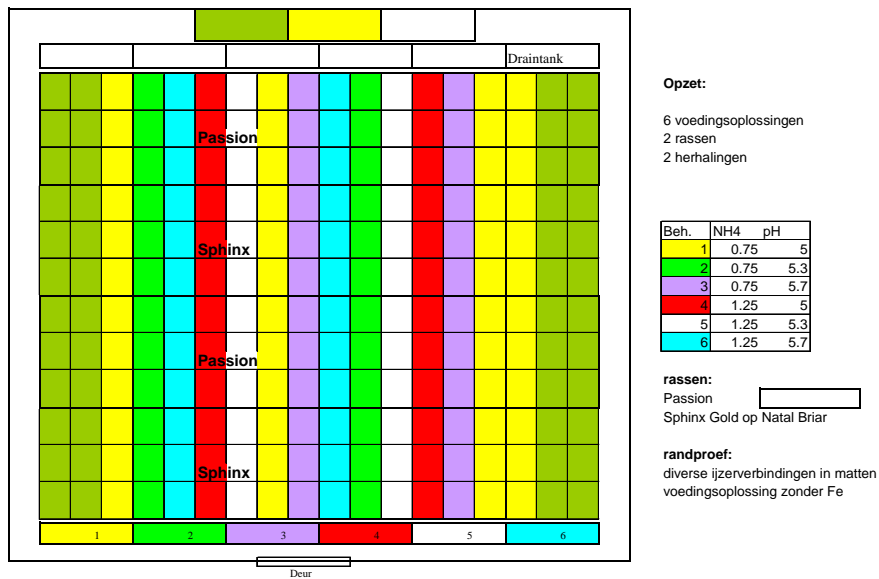 Draintank
Passion
Sphinx
Passion
Sphinx
1 2 3 4 5 6
Deur
Opzet:
6 voedingsoplossingen
2 rassen
2 herhalingen
Beh. NH4 pH
1 0.75 5
2 0.75 5.3
3 0.75 5.7
4 1.25 5
5 1.25 5.3
6 1.25 5.7
rassen:
Passion
Sphinx Gold op Natal Briar
randproef:
diverse ijzerverbindingen in matten
voedingsoplossing zonder Fe